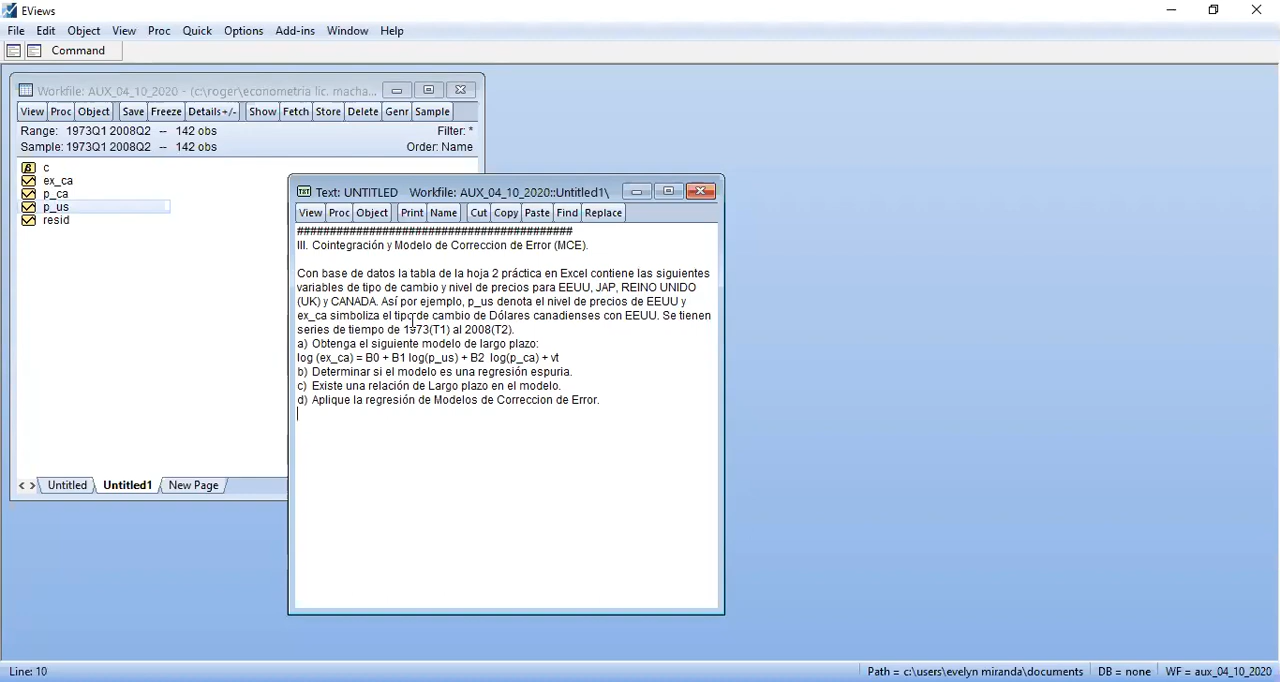 EViews
File Edit Object View Proc Quick Options Add-ins Window Help
Command
Workfile: AUX_04_10_2020 - (c:\roger\econometria lic. macha...
View Proc Object Save Freeze Details+/- Show Fetch Store Delete Genr Sample
Range: 1973Q1 2008Q2 -- 142 obs Filter: *
Sample: 1973Q1 2008Q2 -- 142 obs Order: Name
c
ex_ca
p_ca
p_us
resid
Untitled Untitled1 New Page
Text: UNTITLED Workfile: AUX_04_10_2020::Untitled1\
View Proc Object Print Name Cut Copy Paste Find Replace
########################################
III. Cointegración y Modelo de Correccion de Error (MCE).
Con base de datos la tabla de la hoja 2 práctica en Excel contiene las siguientes
variables de tipo de cambio y nivel de precios para EEUU, JAP, REINO UNIDO
(UK) y CANADA. Así por ejemplo, p_us denota el nivel de precios de EEUU y
ex_ca simboliza el tipo de cambio de Dólares canadienses con EEUU. Se tienen
series de tiempo de 1973(T1) al 2008(T2).
a) Obtenga el siguiente modelo de largo plazo:
log (ex_ca) = B0 + B1 log(p_us) + B2 log(p_ca) + vt
b) Determinar si el modelo es una regresión espuria.
c) Existe una relación de Largo plazo en el modelo.
d) Aplique la regresión de Modelos de Correccion de Error.
Line: 10 Path = c:\users\evelyn miranda\documents DB = none WF = aux_04_10_2020